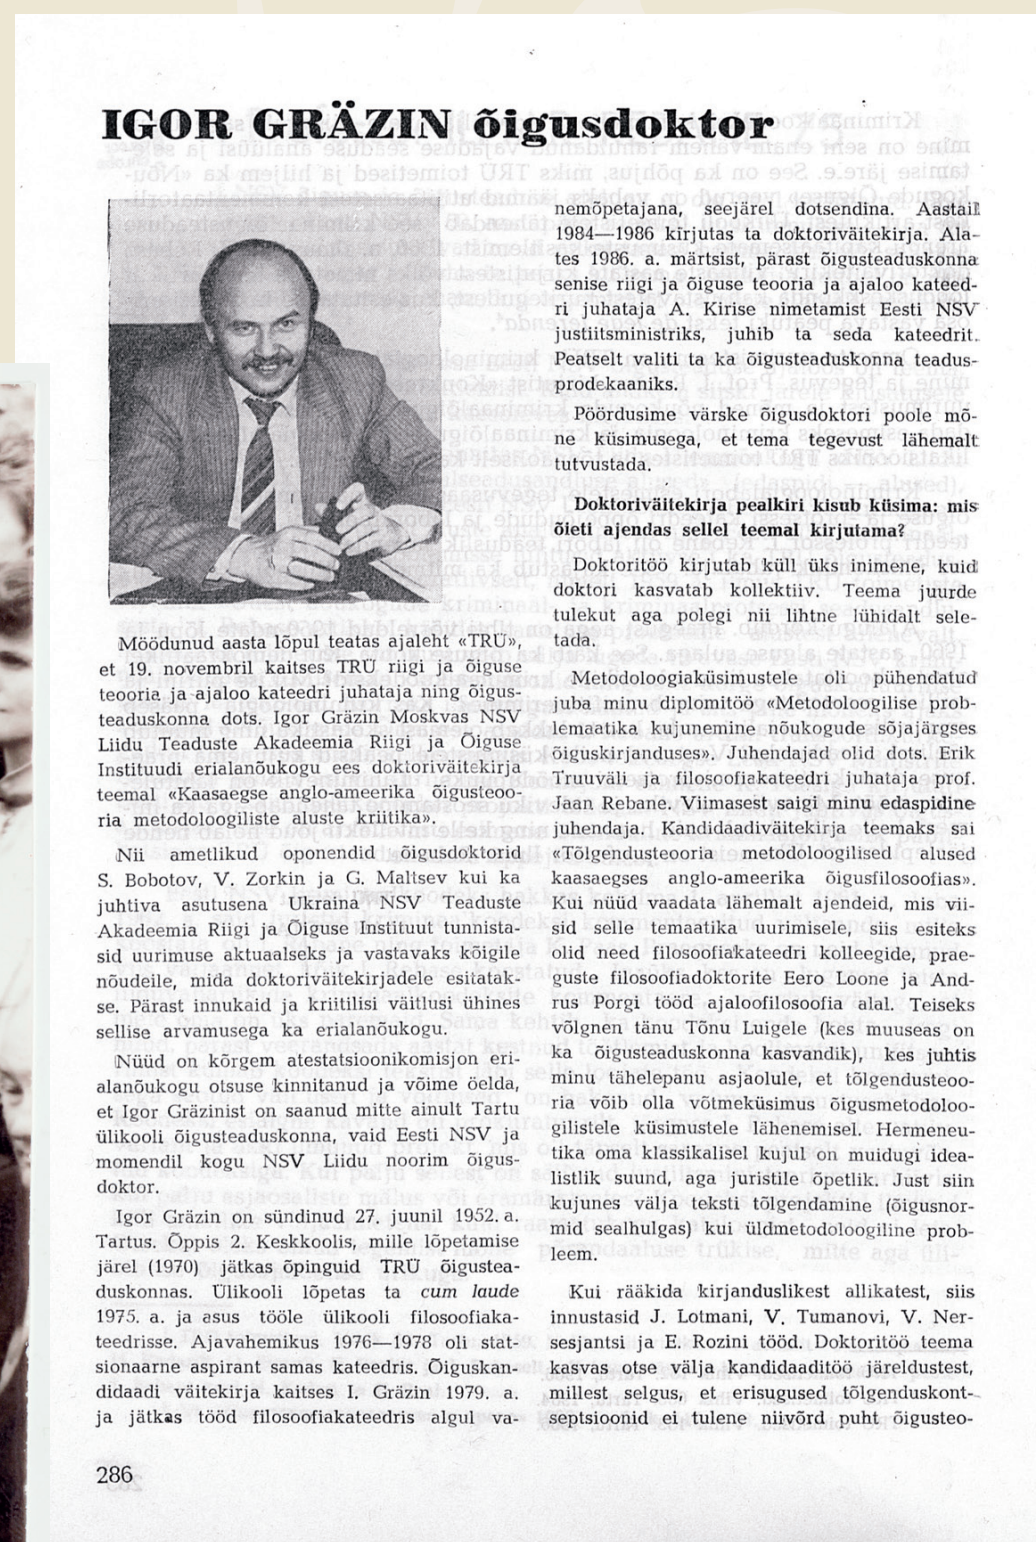 IGOR GRÄZIN õigusdoktor
Möödunud aasta lõpul teatas ajaleht «TRÜ»,
et 19. novembril kaitses TRÜ riigi ja õiguse
teooria ja ajaloo kateedri juhataja ning õigus-
teaduskonna dots. Igor Gräzin Moskvas NSV
Liidu Teaduste Akadeemia Riigi ja Õiguse
Instituudi erialanõukogu ees doktoriväitekirja
teemal «Kaasaegse anglo-ameerika õigusteoo-
ria metodoloogiliste aluste kriitika».
Nii ametlikud oponendid õigusdoktorid
S. Bobotov, V. Zorkin ja G. Maltsev kui ka
juhtiva asutusena Ukraina NSV Teaduste
Akadeemia Riigi ja Õiguse Instituut tunnista-
sid uurimuse aktuaalseks ja vastavaks kõigile
nõudeile, mida doktoriväitekirjadele esitatak-
se. Pärast innukaid ja kriitilisi väitlusi ühines
sellise arvamusega ka erialanõukogu.
Nüüd on kõrgem atestatsioonikomisjon eri-
alanõukogu otsuse kinnitanud ja võime öelda,
et Igor Gräzinist on saanud mitte ainult Tartu
ülikooli õigusteaduskonna, vaid Eesti NSV ja
momendil kogu NSV Liidu noorim õigus-
doktor.
Igor Gräzin on sündinud 27. juunil 1952. a.
Tartus. Õppis 2. Keskkoolis, mille lõpetamise
järel (1970) jätkas õpinguid TRÜ õigustea-
duskonnas. Ülikooli lõpetas ta cum laude
1975. a. ja asus tööle ülikooli filosoofiaka-
teedrisse. Ajavahemikus 1976—1978 oli stat-
sionaarne aspirant samas kateedris. Õiguskan-
didaadi väitekirja kaitses I. Gräzin 1979. a.
ja jätkas tööd filosoofiakateedris algul va-
nemõpetajana, seejärel dotsendina. Aastail
1984—1986 kirjutas ta doktoriväitekirja. Ala-
tes 1986. a. märtsist, pärast õigusteaduskonna
senise riigi ja õiguse teooria ja ajaloo kateed-
ri juhataja A. Kirise nimetamist Eesti NSV
justiitsministriks, juhib ta seda kateedrit.
Peatselt valiti ta ka õigusteaduskonna teadus-
prodekaaniks.
Pöördusime värske õigusdoktori poole mõ-
ne küsimusega, et tema tegevust lähemalt
tutvustada.
Doktoriväitekirja pealkiri kisub küsima: mis
õieti ajendas sellel teemal kirjutama?
Doktoritöö kirjutab küll üks inimene, kuid
doktori kasvatab kollektiiv. Teema juurde
tulekut aga polegi nii lihtne lühidalt sele-
tada.
Metodoloogiaküsimustele oli pühendatud
juba minu diplomitöö «Metodoloogilise prob-
lemaatika kujunemine nõukogude sõjajärgses
õiguskirjanduses». Juhendajad olid dots. Erik
Truuväli ja filosoofiakateedri juhataja prof.
Jaan Rebane. Viimasest saigi minu edaspidine
juhendaja. Kandidaadiväitekirja teemaks sai
«Tõlgendusteooria metodoloogilised alused
kaasaegses anglo-ameerika õigusfilosoofias».
Kui nüüd vaadata lähemalt ajendeid, mis vii-
sid selle temaatika uurimisele, siis esiteks
olid need filosoofiakateedri kolleegide, prae-
guste filosoofiadoktorite Eero Loone ja And-
rus Porgi tööd ajaloofilosoofia alal. Teiseks
võlgnen tänu Tõnu Luigele (kes muuseas on
ka õigusteaduskonna kasvandik), kes juhtis
minu tähelepanu asjaolule, et tõlgendusteoo-
ria võib olla võtmeküsimus õigusmetodoloo-
gilistele küsimustele lähenemisel. Hermeneu-
tika oma klassikalisel kujul on muidugi idea-
listlik suund, aga juristile õpetlik. Just siin
kujunes välja teksti tõlgendamine (õigusnor-
mid sealhulgas) kui üldmetodoloogiline prob-
leem.
Kui rääkida kirjanduslikest allikatest, siis
innustasid J. Lotmani, V. Tumanovi, V. Ner-
sesjantsi ja E. Rozini tööd. Doktoritöö teema
kasvas otse välja kandidaaditöö järeldustest,
millest selgus, et erisugused tõlgenduskont-
septsioonid ei tulene niivõrd puht õigusteo-
286